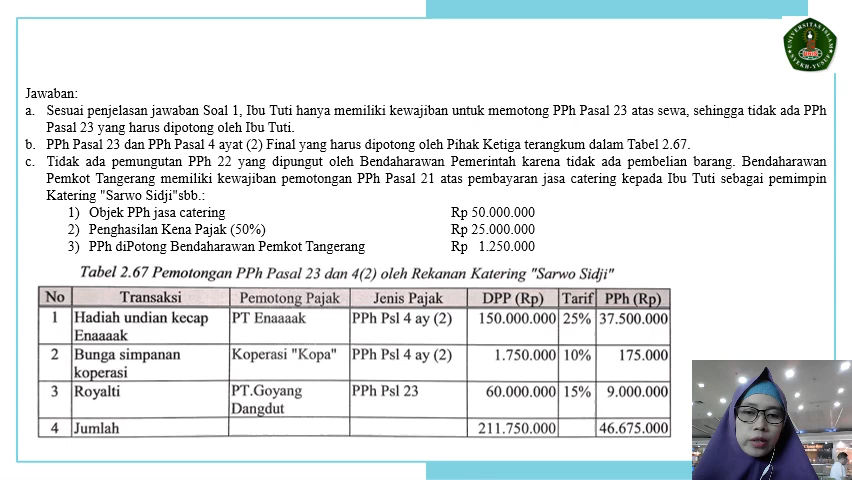 UNIVERSITAS ISLAM
UNIS
SYEKH-YUSUF
Jawaban:
a. Sesuai penjelasan jawaban Soal 1, Ibu Tuti hanya memiliki kewajiban untuk memotong PPh Pasal 23 atas sewa, sehingga tidak ada PPh
Pasal 23 yang harus dipotong oleh Ibu Tuti.
b. PPh Pasal 23 dan PPh Pasal 4 ayat (2) Final yang harus dipotong oleh Pihak Ketiga terangkum dalam Tabel 2.67.
c. Tidak ada pemungutan PPh 22 yang dipungut oleh Bendaharawan Pemerintah karena tidak ada pembelian barang. Bendaharawan
Pemkot Tangerang memiliki kewajiban pemotongan PPh Pasal 21 atas pembayaran jasa catering kepada Ibu Tuti sebagai pemimpin
Katering "Sarwo Sidji"sbb.:
1) Objek PPh jasa catering Rp 50.000.000
2) Penghasilan Kena Pajak (50%) Rp 25.000.000
3) PPh diPotong Bendaharawan Pemkot Tangerang Rp 1.250.000
Tabel 2.67 Pemotongan PPh Pasal 23 dan 4(2) oleh Rekanan Katering "Sarwo Sidji"
No Transaksi Pemotong Pajak Jenis Pajak DPP (Rp) Tarif PPh (Rp)
1 Hadiah undian kecap PT Enaaaak PPh Psl 4 ay (2) 150.000.000 25% 37.500.000
Enaaaak
2 Bunga simpanan Koperasi "Kopa" PPh Psl 4 ay (2) 1.750.000 10% 175.000
koperasi
3 Royalti PT.Goyang PPh Psl 23 60.000.000 15% 9.000.000
Dangdut
4 Jumlah 211.750.000 46.675.000